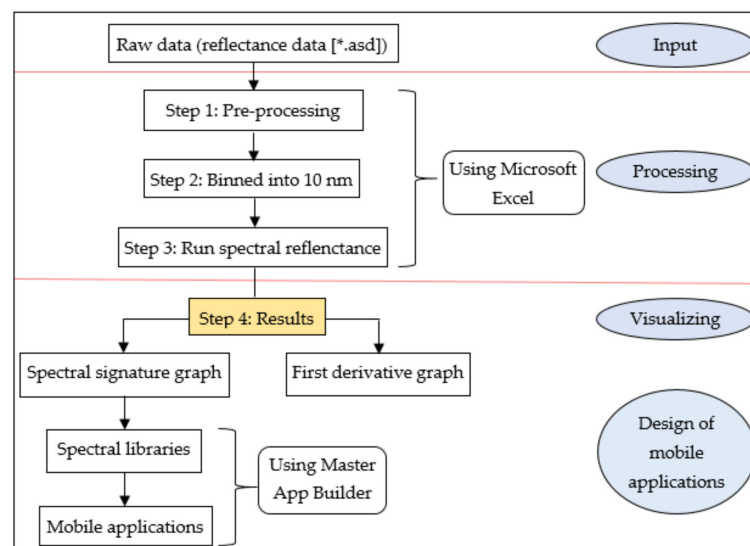 Raw data (reflectance data [*.asd])
Input
Step 1: Pre-processing
Step 2: Binned into 10 nm
Using Microsoft
Excel
Processing
Step 3: Run spectral reflenctance
Step 4: Results
Visualizing
Spectral signature graph
First derivative graph
Spectral libraries
Using Master
App Builder
Mobile applications
Design of
mobile
applications